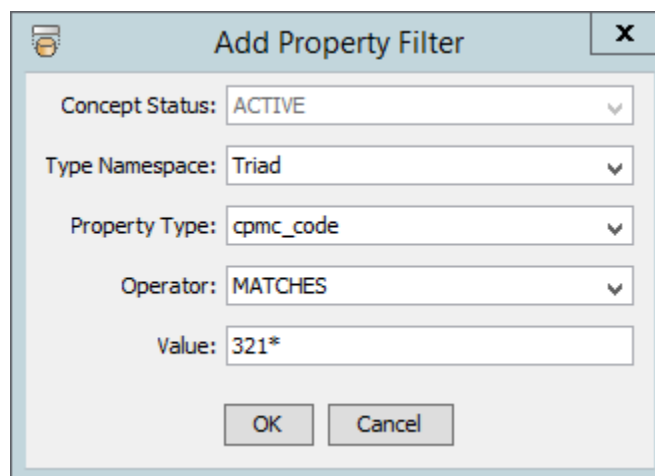 Add Property Filter
x
Concept Status: ACTIVE
Type Namespace: Triad
Property Type: cpmc_code
Operator: MATCHES
Value: 321*
OK Cancel